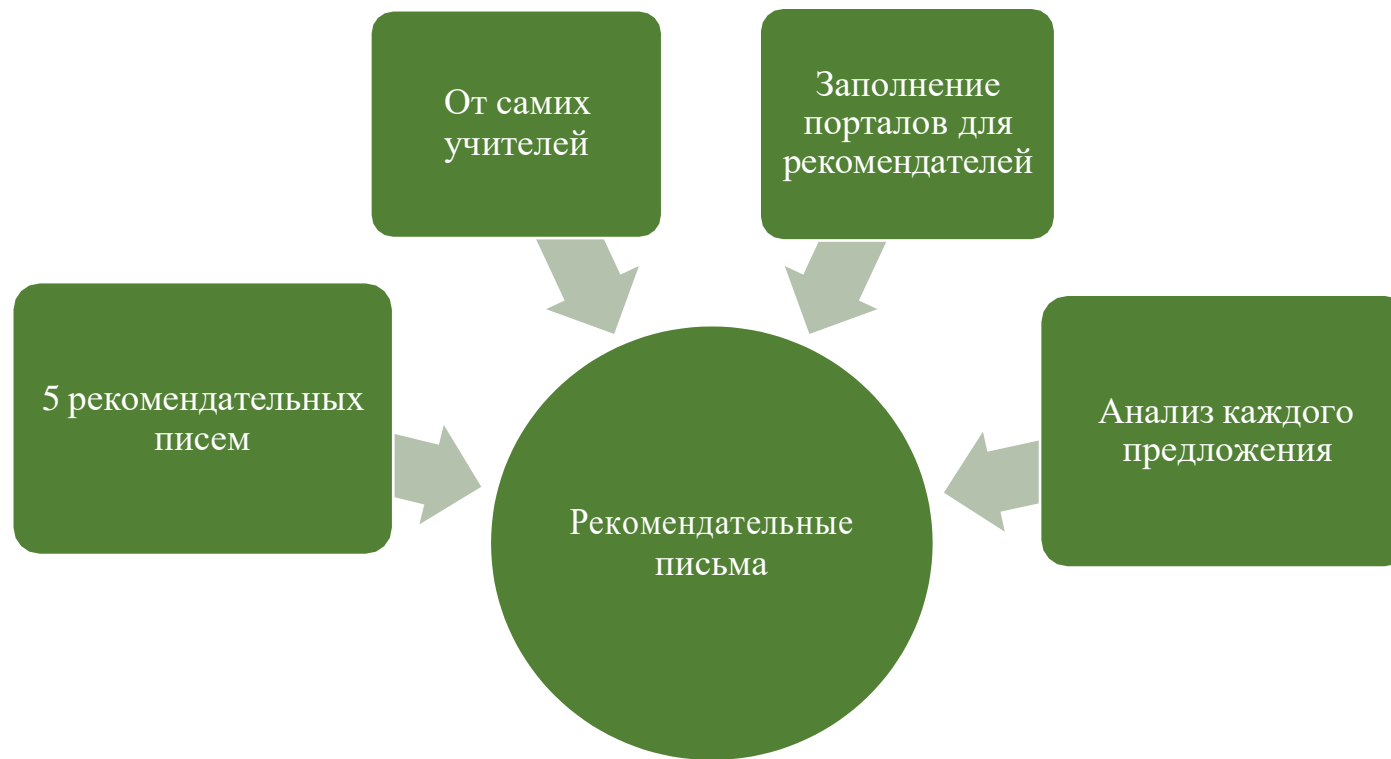 От самих
учителей
Заполнение
порталов для
рекомендателей
5 рекомендательных
писем
Анализ каждого
предложения
Рекомендательные
письма